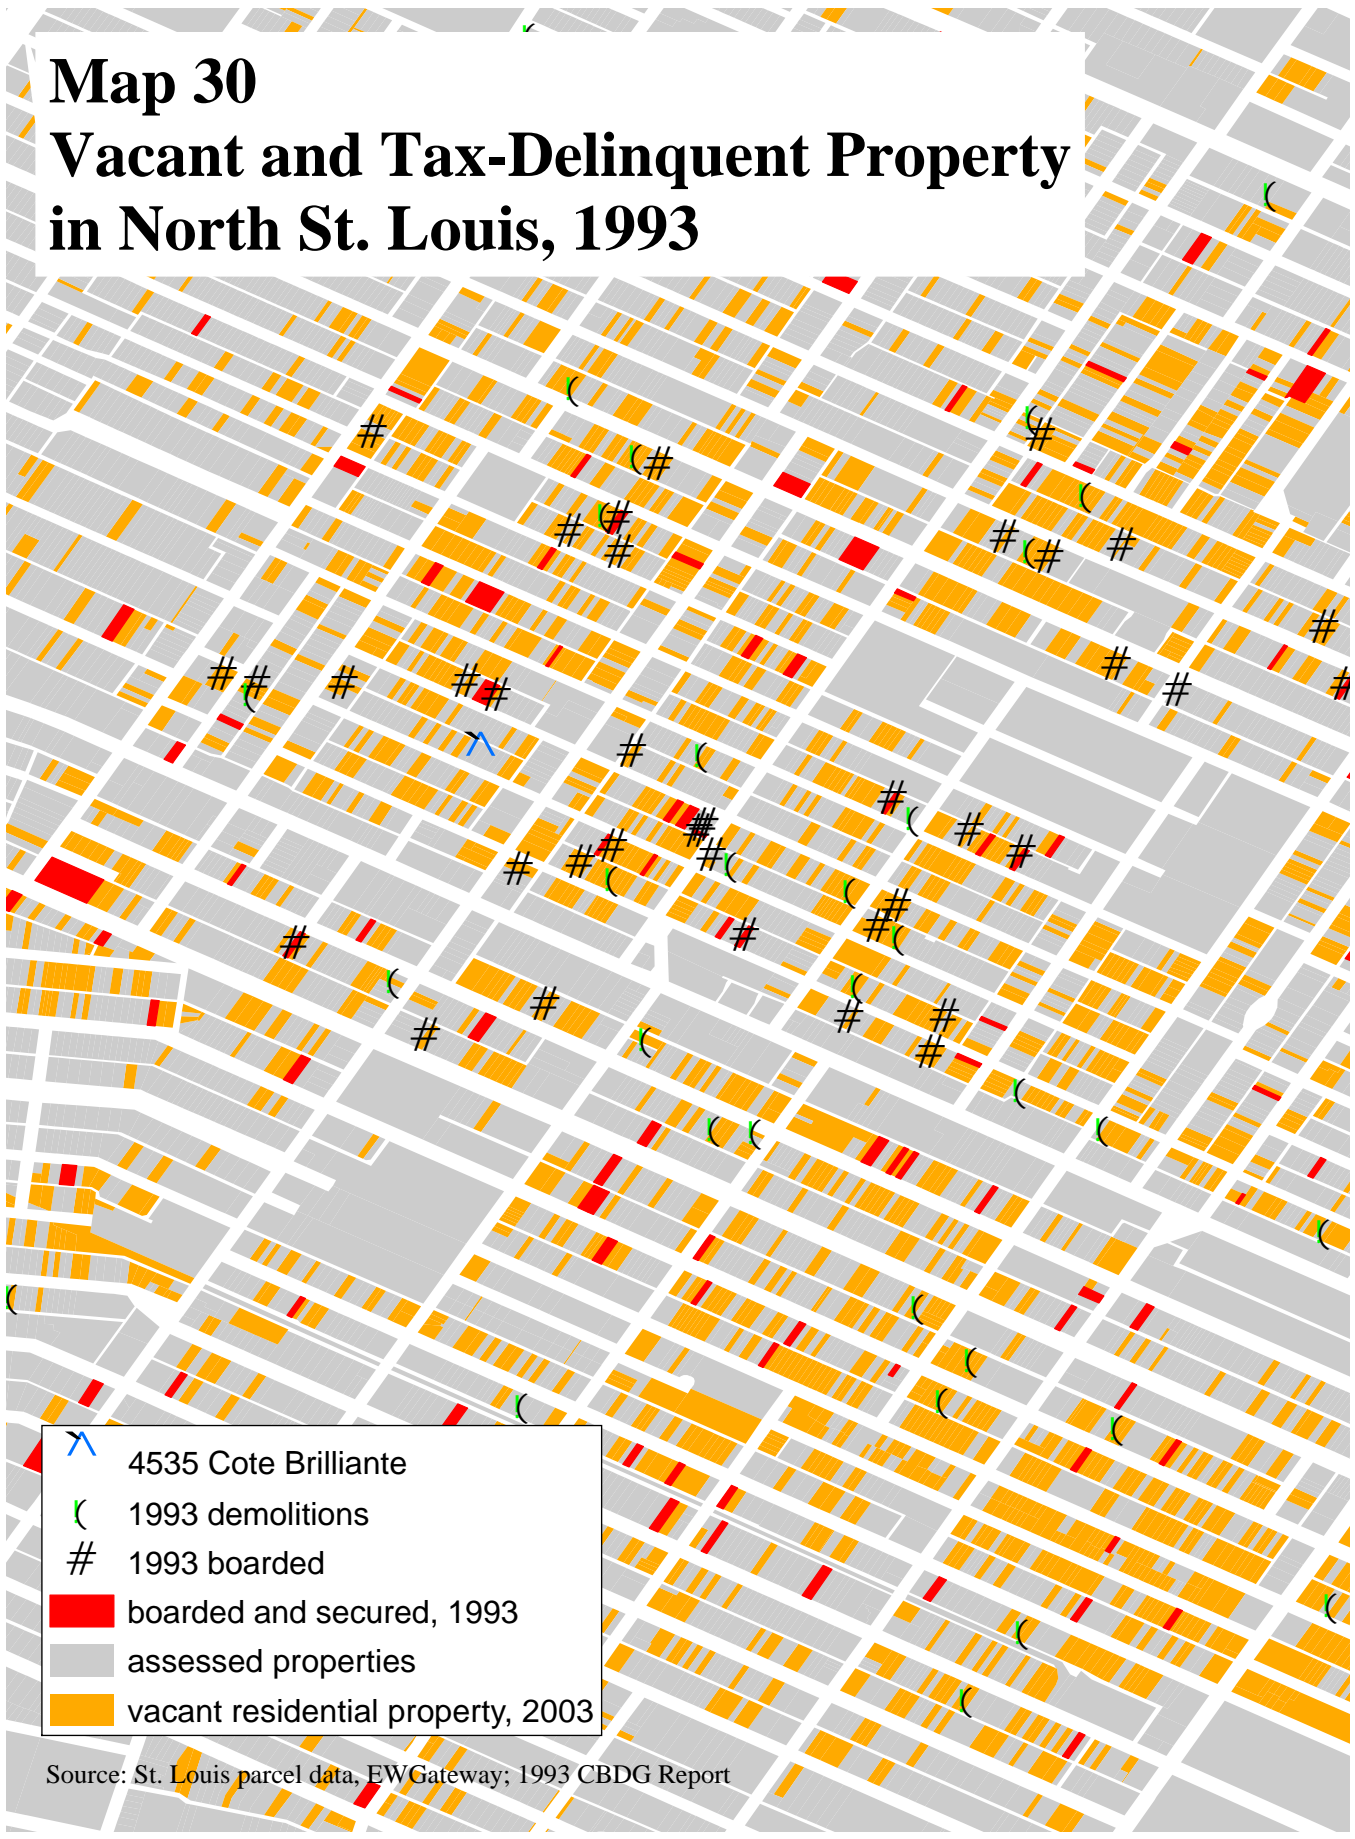 Map 30
Vacant and Tax-Delinquent Property
in North St. Louis, 1993
4535 Cote Brilliante
1993 demolitions
# 1993 boarded
boarded and secured, 1993
assessed properties
vacant residential property, 2003
Source: St. Louis parcel data, EWGateway; 1993 CBDG Report